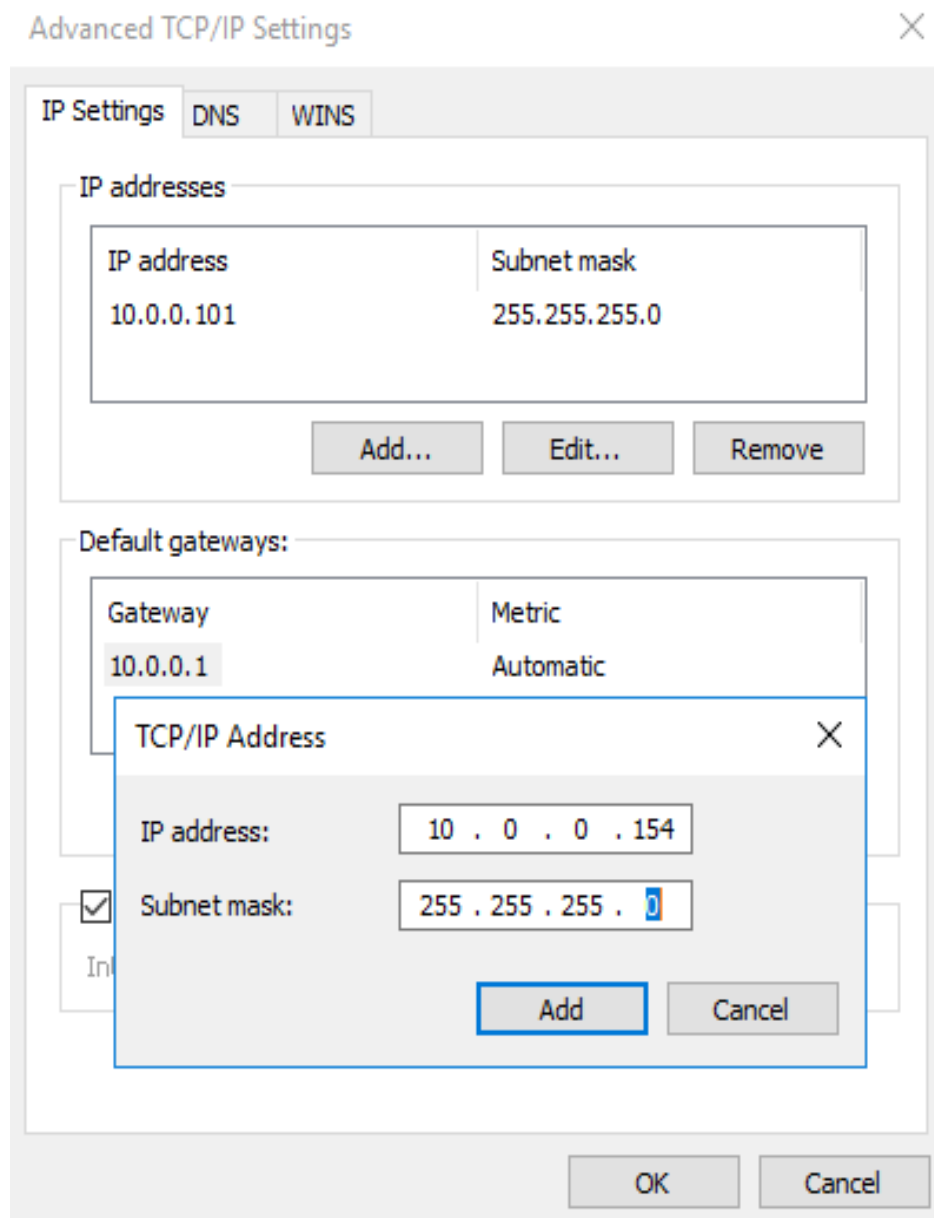 Advanced TCP/IP Settings
IP Settings DNS WINS
IP addresses
IP address Subnet mask
10.0.0.101 255.255.255.0
Add... Edit... Remove
Default gateways:
Gateway Metric
10.0.0.1 Automatic
TCP/IP Address
IP address: 10 . 0 . 0 . 154
Subnet mask: 255 . 255 . 255 . 0
Add Cancel
OK Cancel